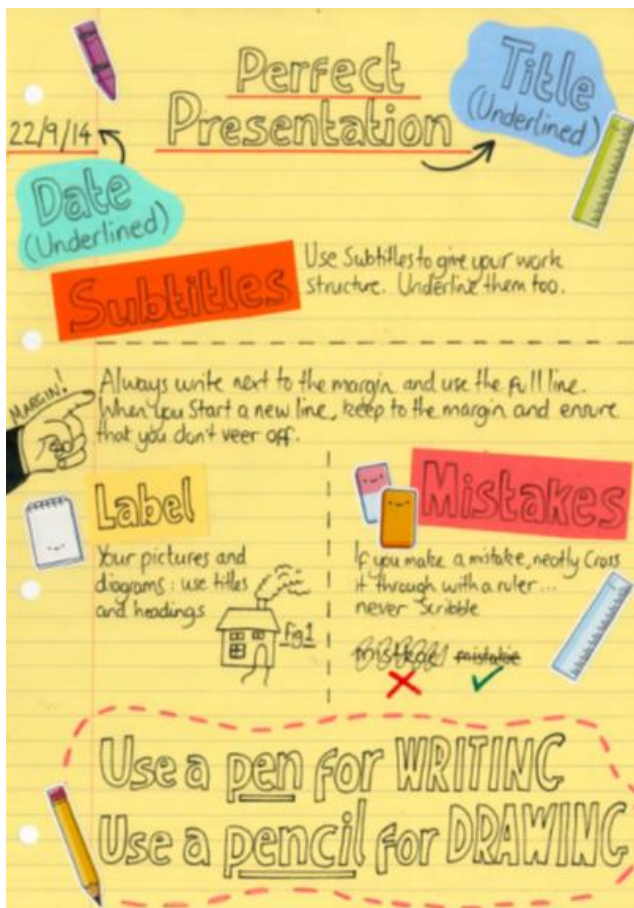 Perfect
Presentation
Title
(Underlined)
22/9/14
Date
(Underlined)
Subtitles
Use Subtitles to give your work
structure. Underline them too.
MARGIN!
Always write next to the margin and use the full line.
When you start a new line, keep to the margin and ensure
that you don't veer off.
Label
Your pictures and
diagrams: use titles
and headings
Fig 1
Mistakes
If you make a mistake, neatly Cross
it through with a ruler...
never Scribble
mistake
Use a pen for WRITING
Use a pencil for DRAWING